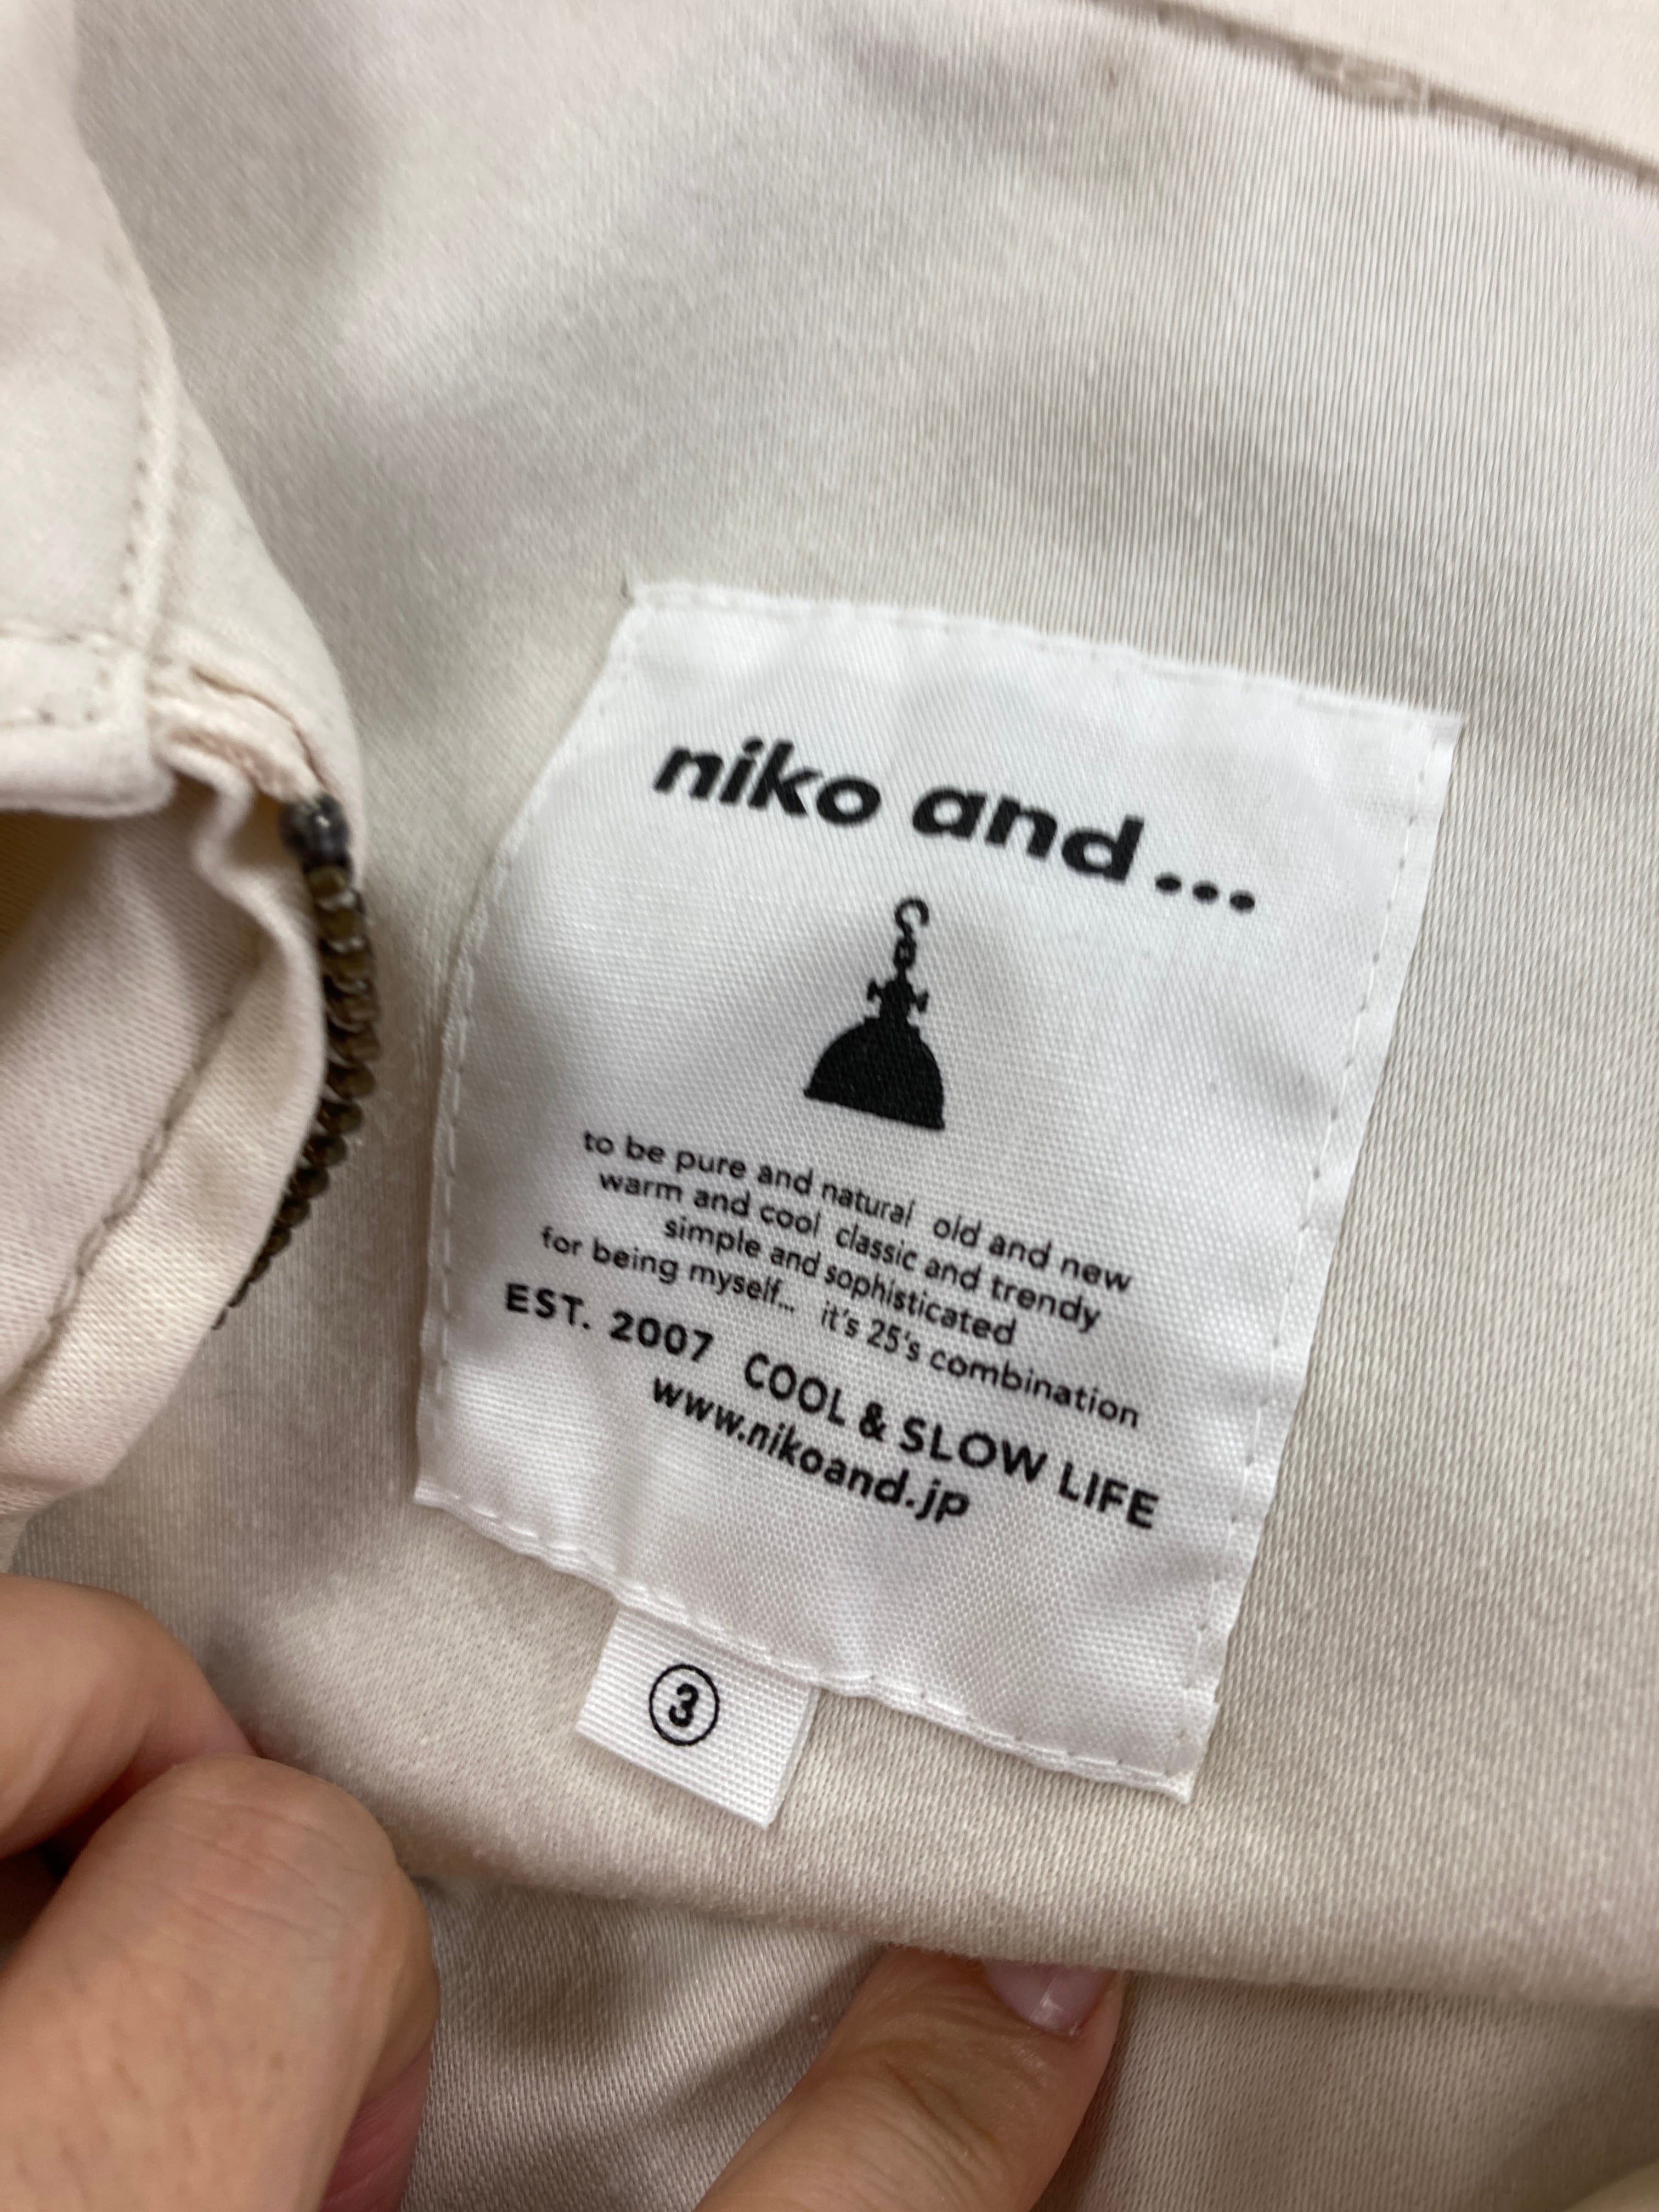 niko and...
to be pure and natural old and new
warm and cool classic and trendy
simple and sophisticated
for being myself... it's 25's combination
EST. 2007 COOL & SLOW LIFE
www.nikoand.jp
③